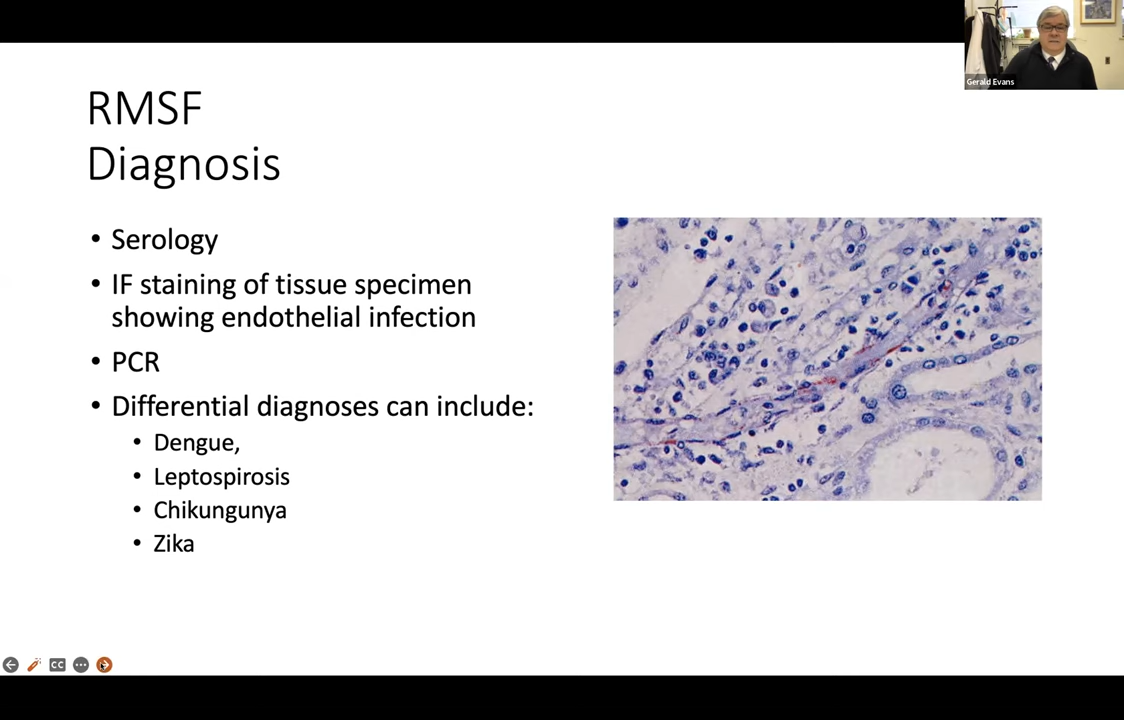 RMSF
Diagnosis
• Serology
• IF staining of tissue specimen
showing endothelial infection
• PCR
• Differential diagnoses can include:
• Dengue,
• Leptospirosis
• Chikungunya
• Zika
Gerald Evans
CC